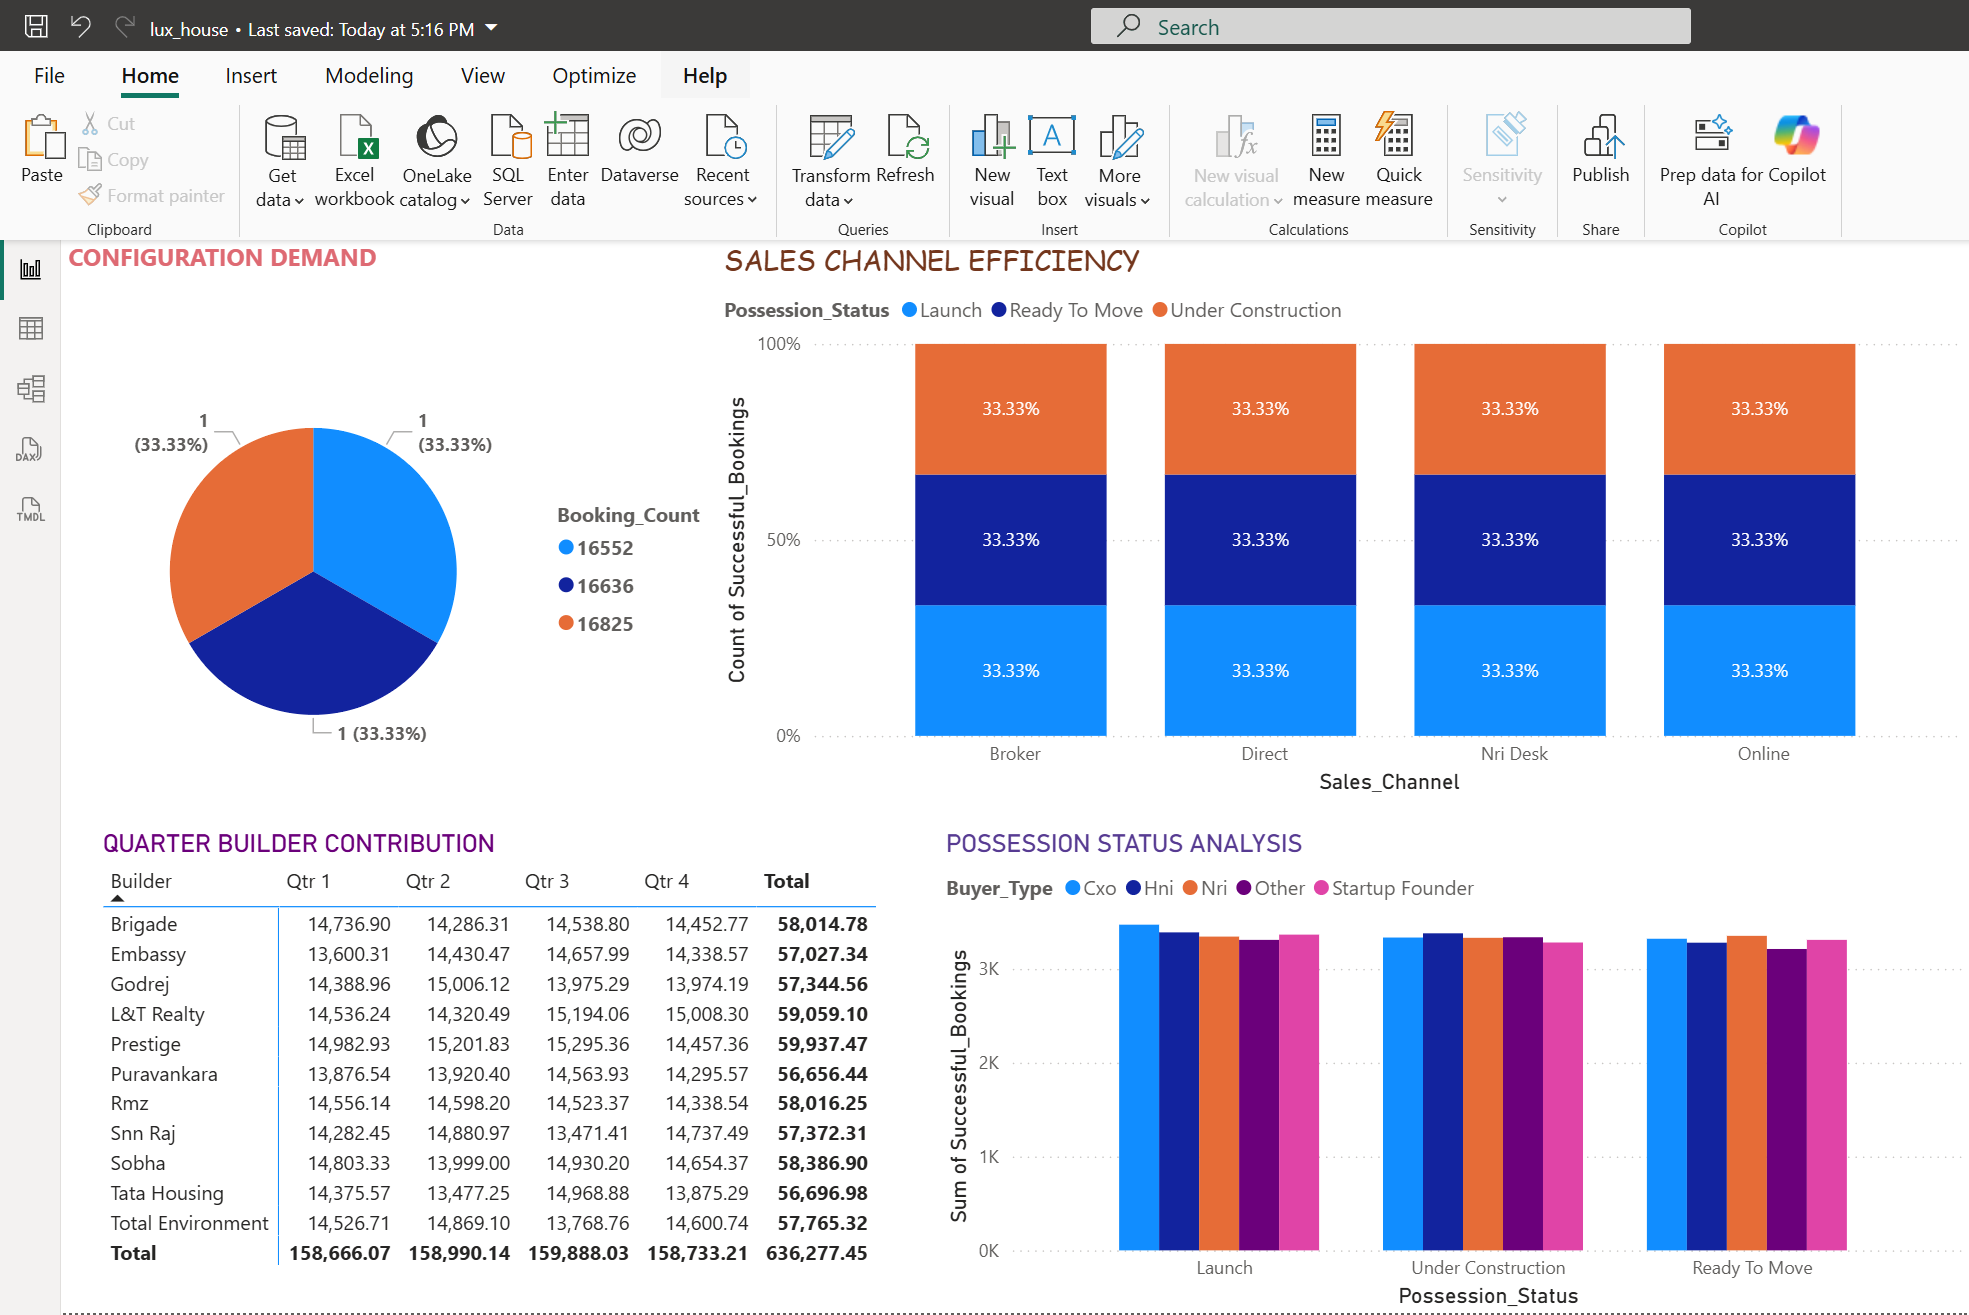 lux_house • Last saved: Today at 5:16 PM
Search
File Home Insert Modeling View Optimize Help
Paste
Cut
Copy
Format painter
Clipboard
Get data
Excel workbook
OneLake catalog
SQL Server
Enter data
Dataverse
Recent sources
Data
Transform data
Refresh
Queries
New visual
Text box
More visuals
Insert
New visual calculation
New measure
Quick measure
Calculations
Sensitivity
Sensitivity
Publish
Share
Prep data for AI
Copilot
Copilot
DAX
TMDL
CONFIGURATION DEMAND
1 (33.33%)
1 (33.33%)
1 (33.33%)
Booking_Count
16552
16636
16825
SALES CHANNEL EFFICIENCY
Possession_Status Launch Ready To Move Under Construction
Count of Successful_Bookings
100%
50%
0%
33.33% 33.33% 33.33% 33.33%
33.33% 33.33% 33.33% 33.33%
33.33% 33.33% 33.33% 33.33%
Broker Direct Nri Desk Online
Sales_Channel
QUARTER BUILDER CONTRIBUTION
Builder Qtr 1 Qtr 2 Qtr 3 Qtr 4 Total
Brigade 14,736.90 14,286.31 14,538.80 14,452.77 58,014.78
Embassy 13,600.31 14,430.47 14,657.99 14,338.57 57,027.34
Godrej 14,388.96 15,006.12 13,975.29 13,974.19 57,344.56
L&T Realty 14,536.24 14,320.49 15,194.06 15,008.30 59,059.10
Prestige 14,982.93 15,201.83 15,295.36 14,457.36 59,937.47
Puravankara 13,876.54 13,920.40 14,563.93 14,295.57 56,656.44
Rmz 14,556.14 14,598.20 14,523.37 14,338.54 58,016.25
Snn Raj 14,282.45 14,880.97 13,471.41 14,737.49 57,372.31
Sobha 14,803.33 13,999.00 14,930.20 14,654.37 58,386.90
Tata Housing 14,375.57 13,477.25 14,968.88 13,875.29 56,696.98
Total Environment 14,526.71 14,869.10 13,768.76 14,600.74 57,765.32
Total 158,666.07 158,990.14 159,888.03 158,733.21 636,277.45
POSSESSION STATUS ANALYSIS
Buyer_Type Cxo Hni Nri Other Startup Founder
Sum of Successful_Bookings
3K
2K
1K
0K
Launch Under Construction Ready To Move
Possession_Status